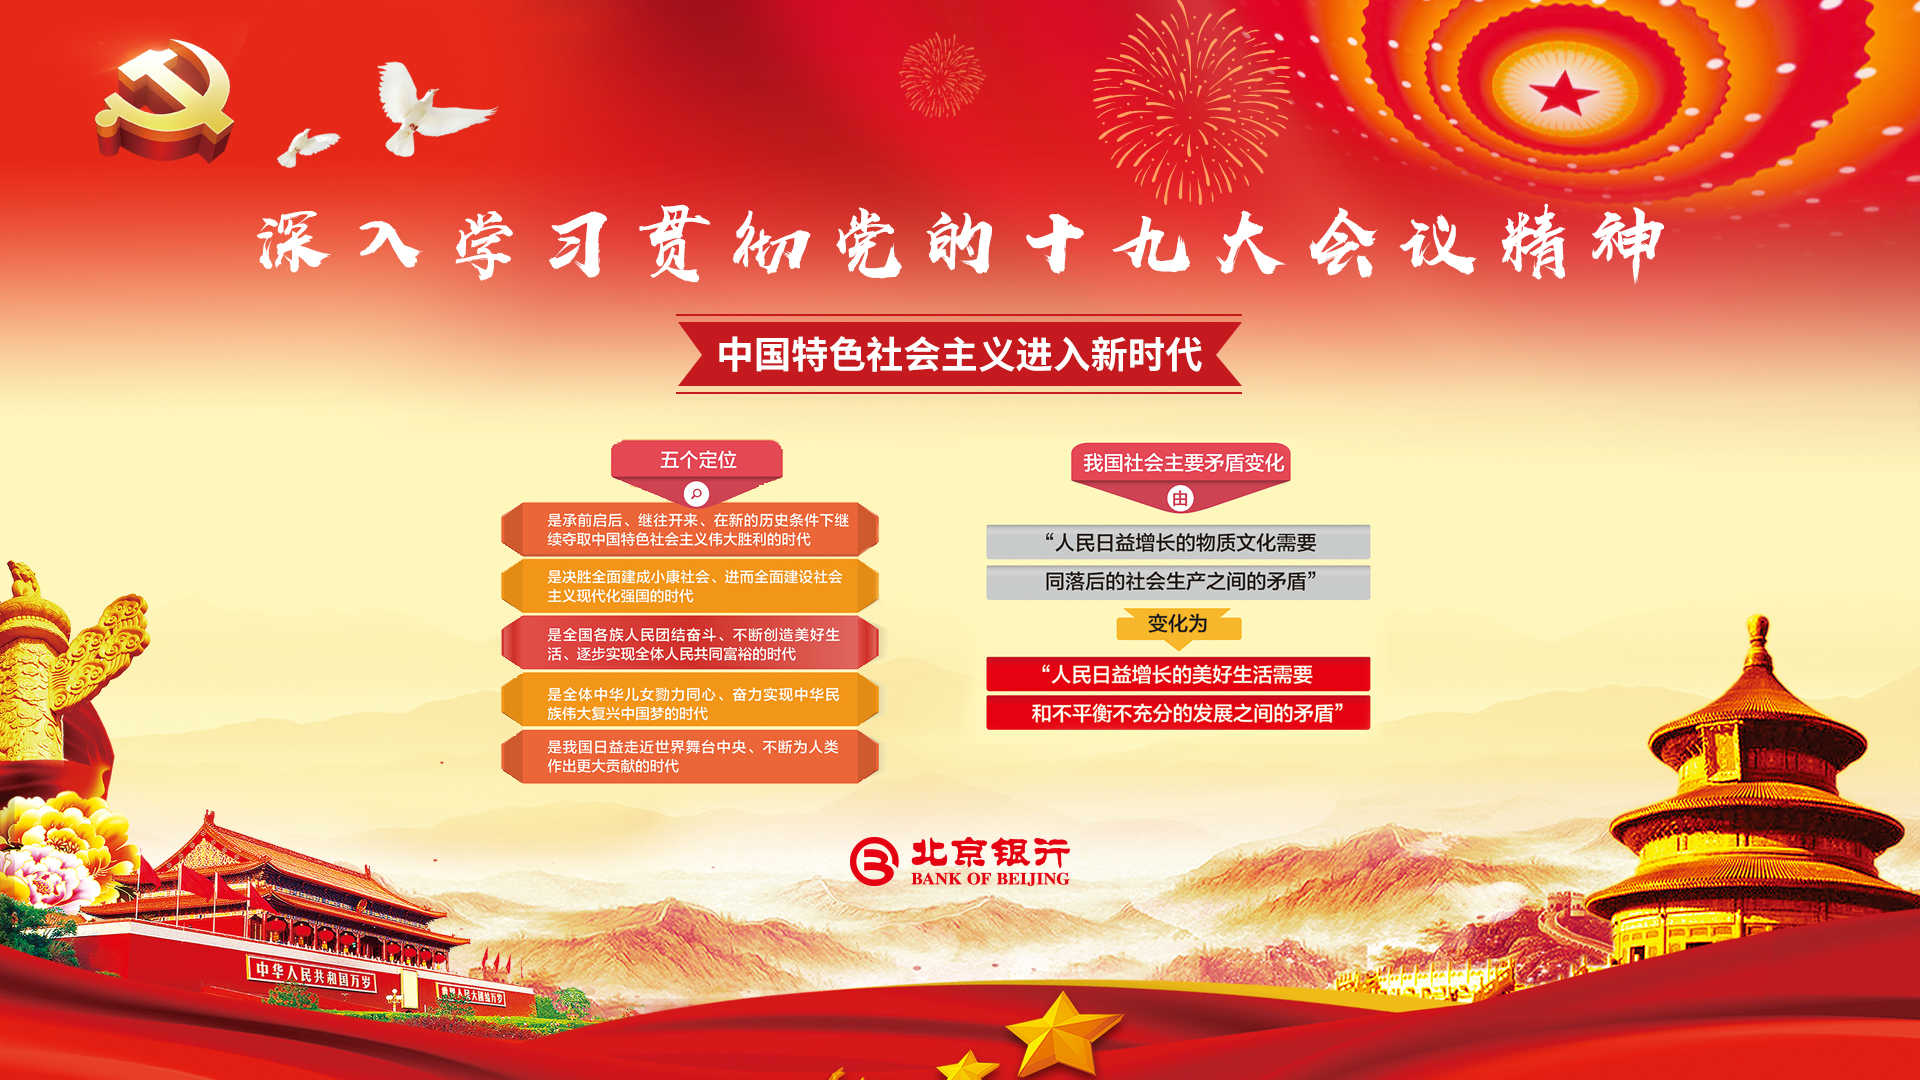 深入学习贯彻党的十九大会议精神
中国特色社会主义进入新时代
五个定位
是承前启后、继往开来、在新的历史条件下继
续夺取中国特色社会主义伟大胜利的时代
是决胜全面建成小康社会、进而全面建设社会
主义现代化强国的时代
是全国各族人民团结奋斗、不断创造美好生
活、逐步实现全体人民共同富裕的时代
是全体中华儿女勠力同心、奋力实现中华民
族伟大复兴中国梦的时代
是我国日益走近世界舞台中央、不断为人类
作出更大贡献的时代
我国社会主要矛盾变化
由
“人民日益增长的物质文化需要
同落后的社会生产之间的矛盾”
变化为
“人民日益增长的美好生活需要
和不平衡不充分的发展之间的矛盾”
北京银行
BANK OF BEIJING
中华人民共和国万岁
世界人民大团结万岁